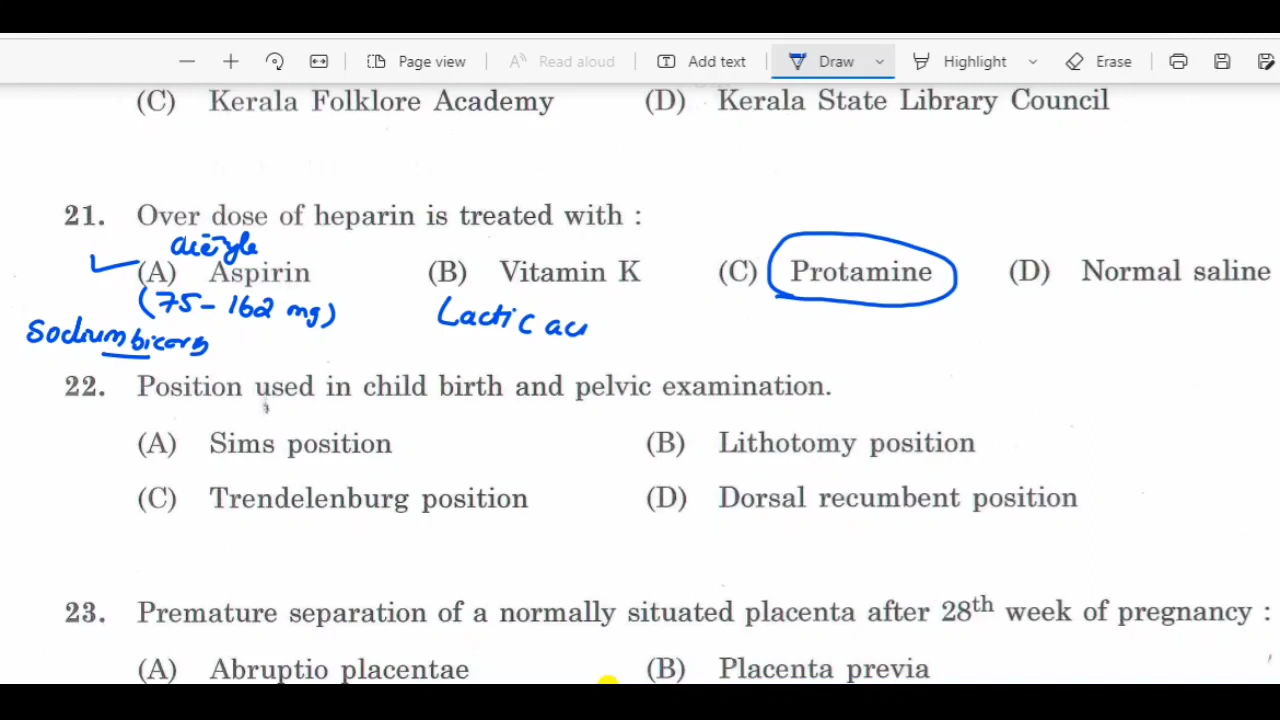 Page view Read aloud Add text Draw Highlight Erase
(C) Kerala Folklore Academy (D) Kerala State Library Council
21. Over dose of heparin is treated with :
(A) Aspirin (B) Vitamin K (C) Protamine (D) Normal saline
(75 - 162 mg) Lactic
Sodium bicarb
22. Position used in child birth and pelvic examination.
(A) Sims position (B) Lithotomy position
(C) Trendelenburg position (D) Dorsal recumbent position
23. Premature separation of a normally situated placenta after 28th week of pregnancy :
(A) Abruptio placentae (B) Placenta previa